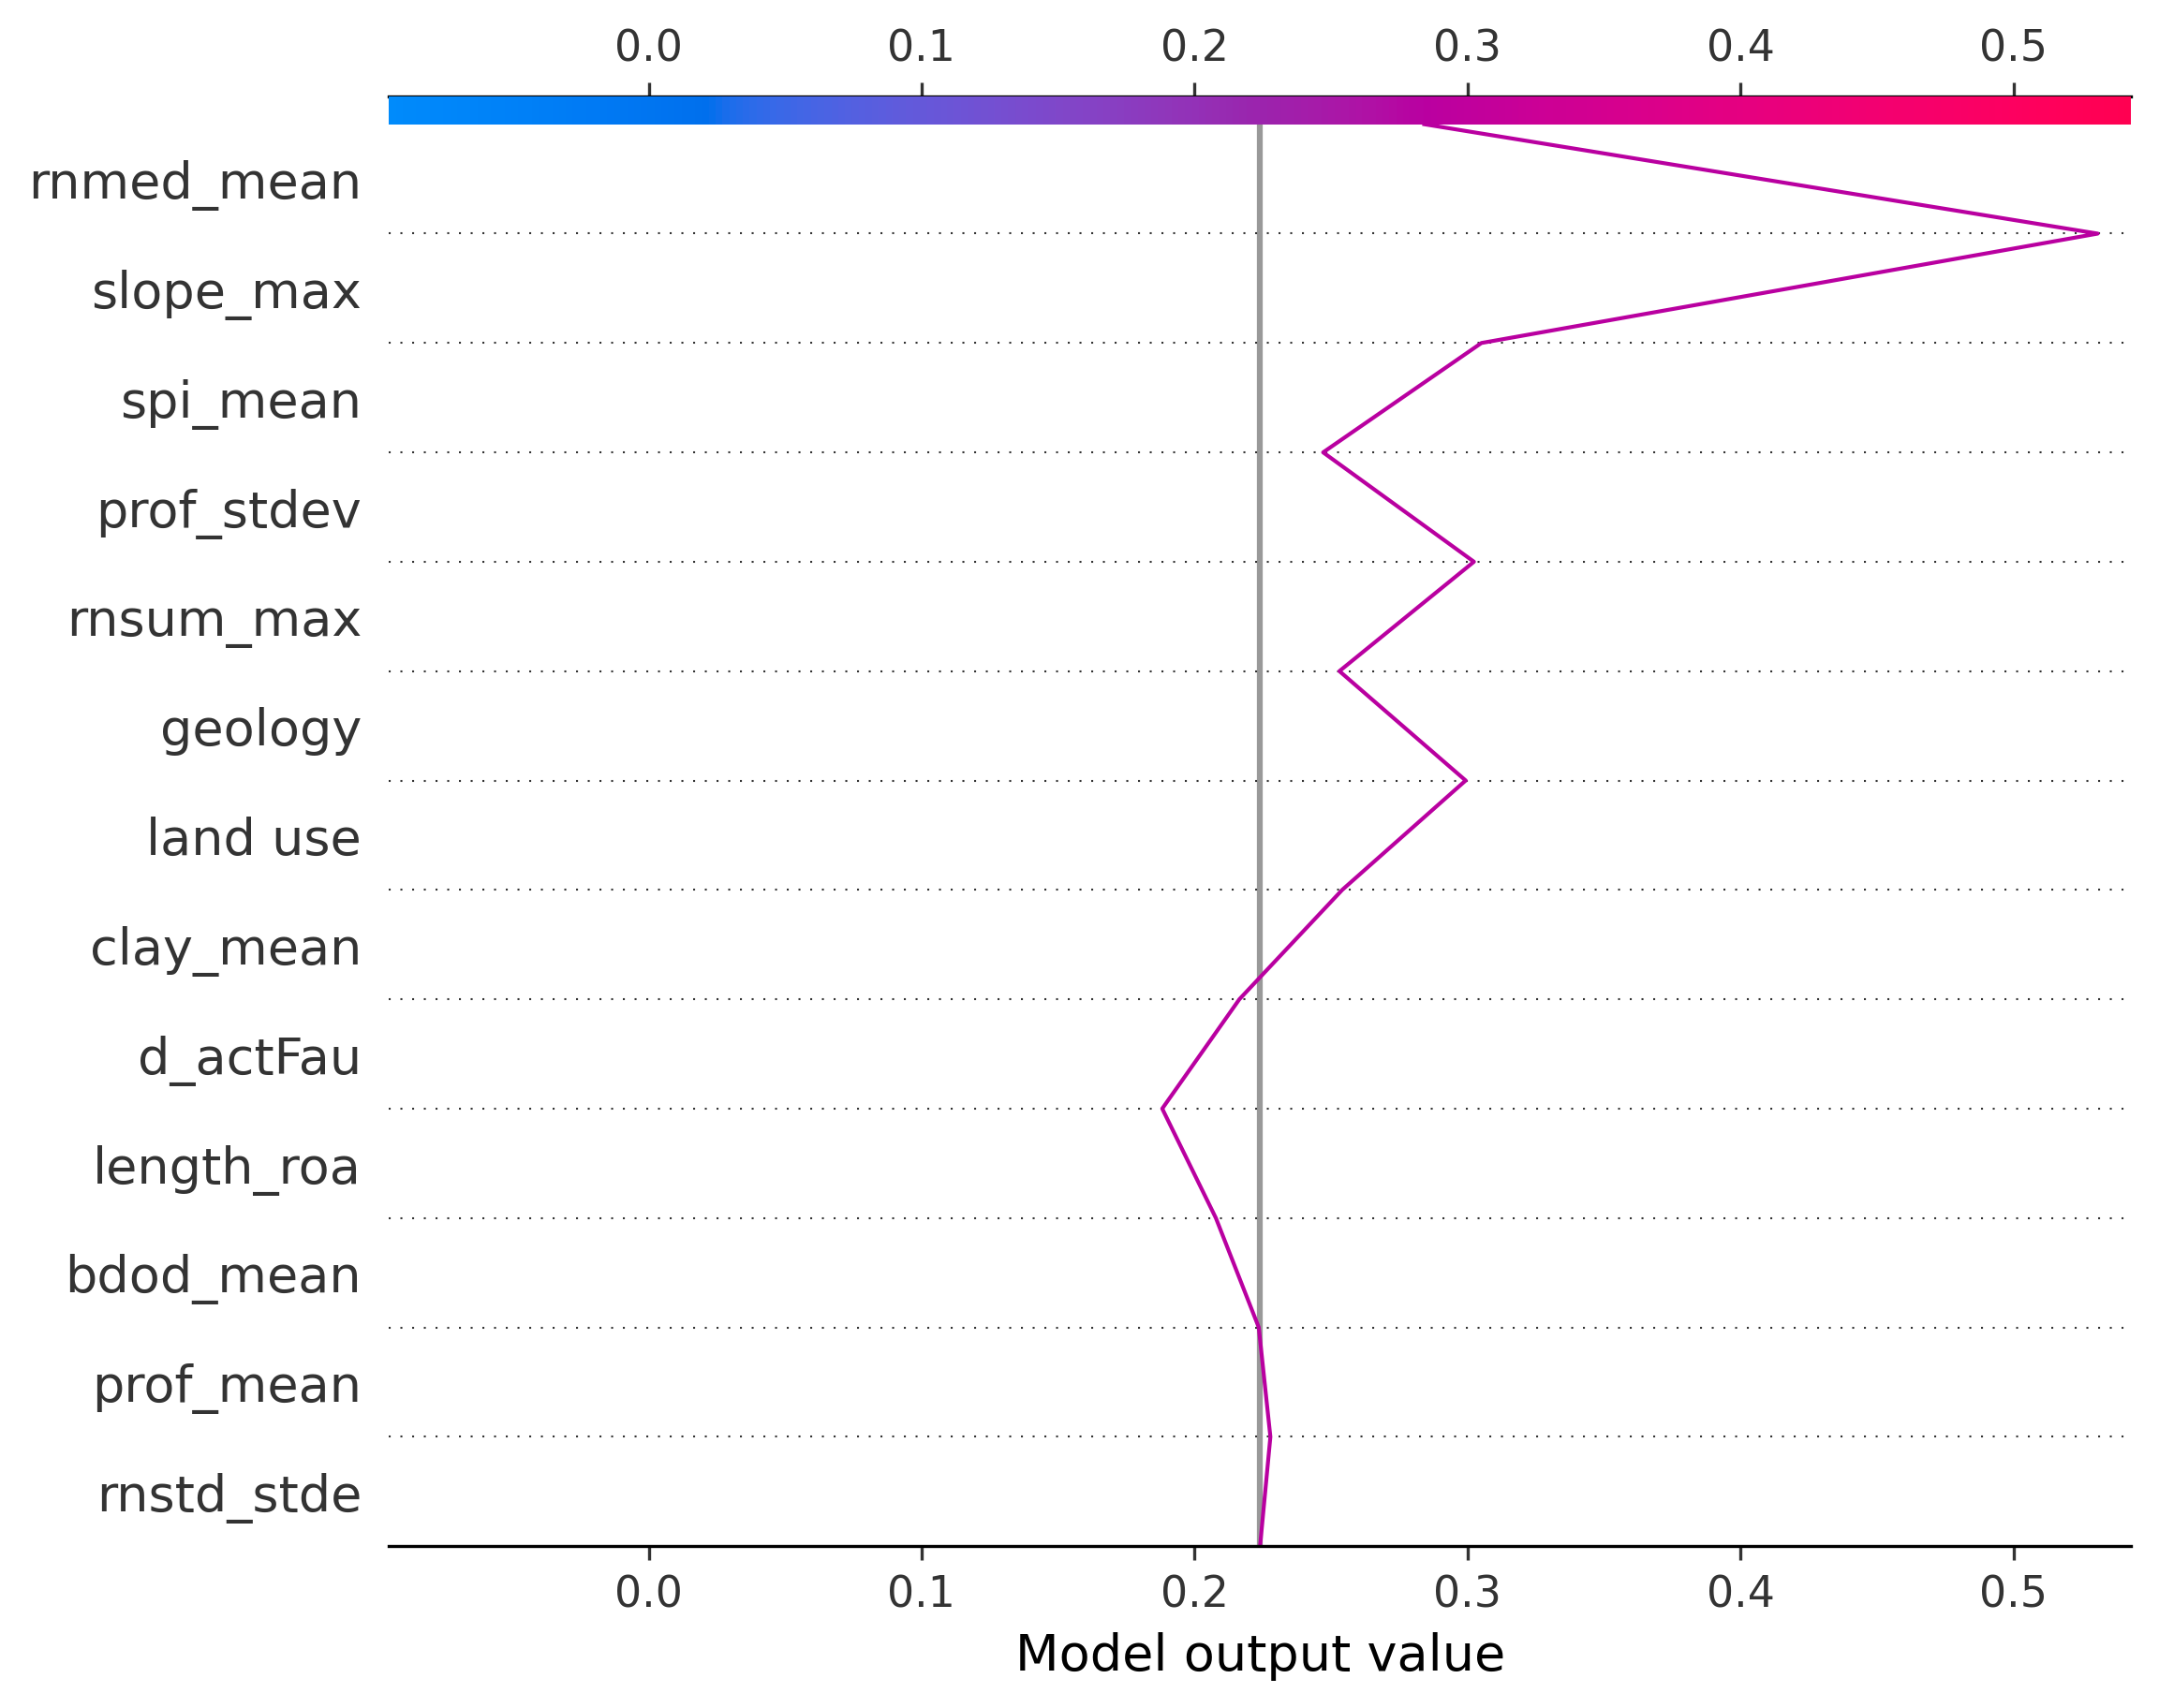 0.0 0.1 0.2 0.3 0.4 0.5
rnmed_mean
slope_max
spi_mean
prof_stdev
rnsum_max
geology
land use
clay_mean
d_actFau
length_roa
bdod_mean
prof_mean
rnstd_stde
0.0 0.1 0.2 0.3 0.4 0.5
Model output value